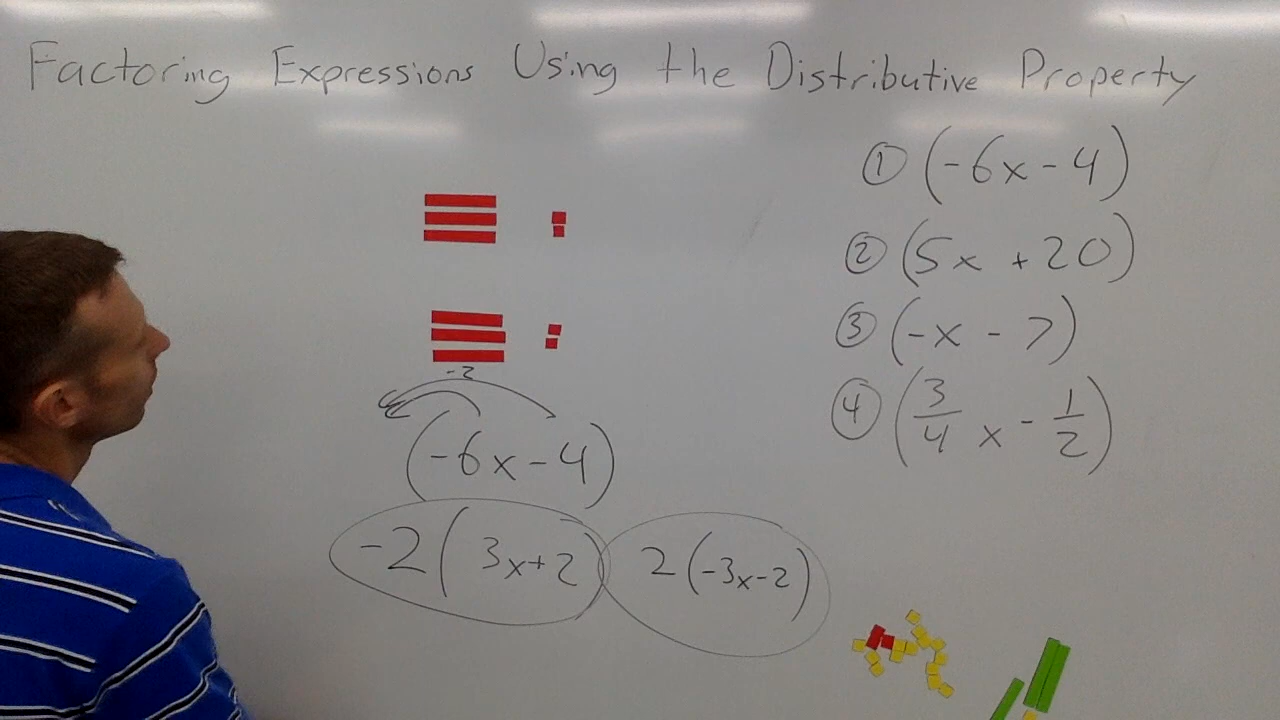 Factoring Expressions Using the Distributive Property
① (-6x - 4)
② (5x + 20)
③ (-x - 7)
④ (3/4 x - 1/2)
-2
(-6x - 4)
-2(3x+2) 2(-3x-2)